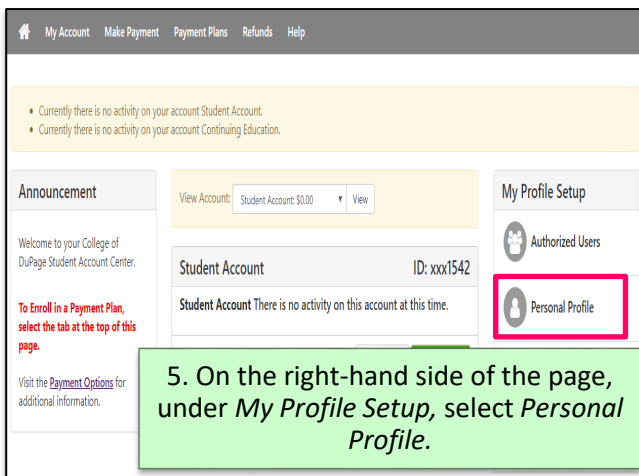 My Account Make Payment Payment Plans Refunds Help
• Currently there is no activity on your account Student Account.
• Currently there is no activity on your account Continuing Education.
Announcement
Welcome to your College of
DuPage Student Account Center.
To Enroll in a Payment Plan,
select the tab at the top of this
page.
Visit the Payment Options for
additional information.
View Account: Student Account: $0.00 View
Student Account ID: xxx1542
Student Account There is no activity on this account at this time.
My Profile Setup
Authorized Users
Personal Profile
5. On the right-hand side of the page,
under My Profile Setup, select Personal
Profile.